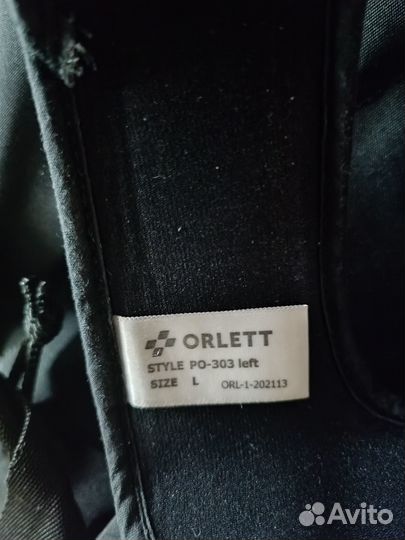 ORLETT
STYLE PO-303 left
SIZE L ORL-1-202113
Avito